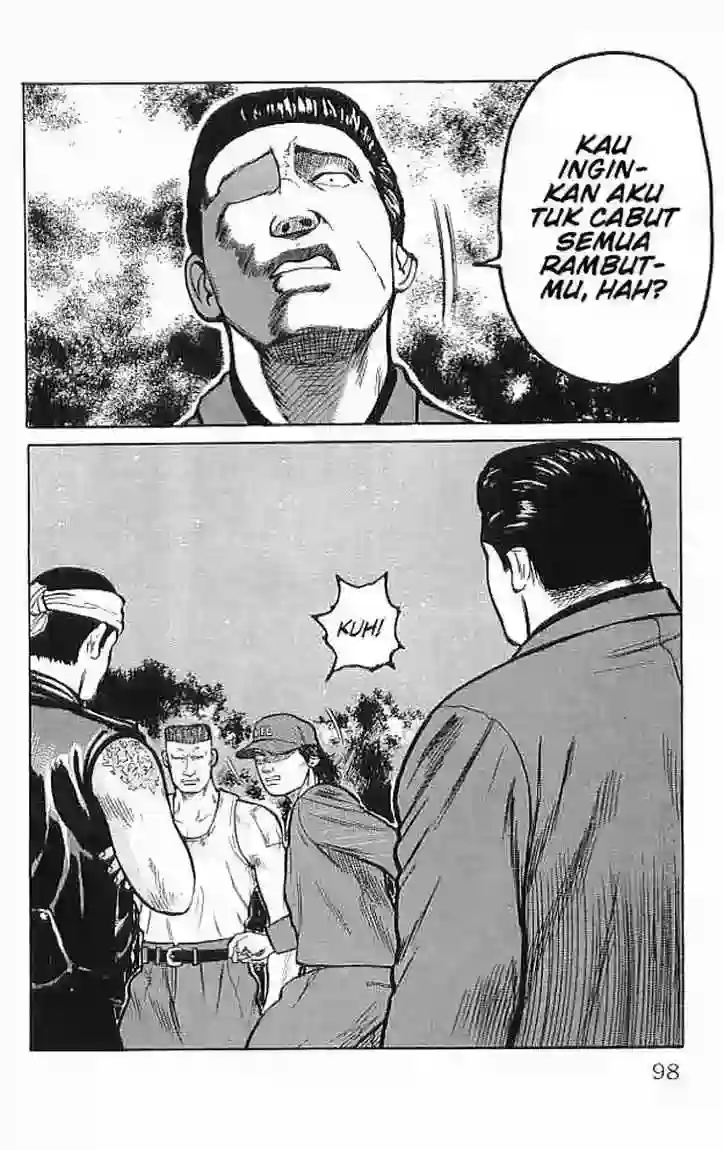 KAU
INGIN-
KAN AKU
TUK CABUT
SEMUA
RAMBUT-
MU, HAH?
KUH!
98